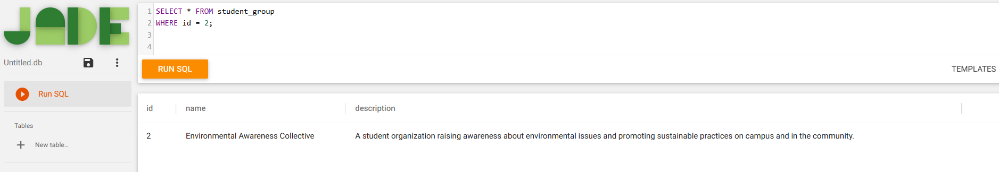 JADE
Untitled.db
Run SQL
Tables
New table...
1 SELECT * FROM student_group
2 WHERE id = 2;
3
4
RUN SQL
TEMPLATES
id name description
2 Environmental Awareness Collective A student organization raising awareness about environmental issues and promoting sustainable practices on campus and in the community.